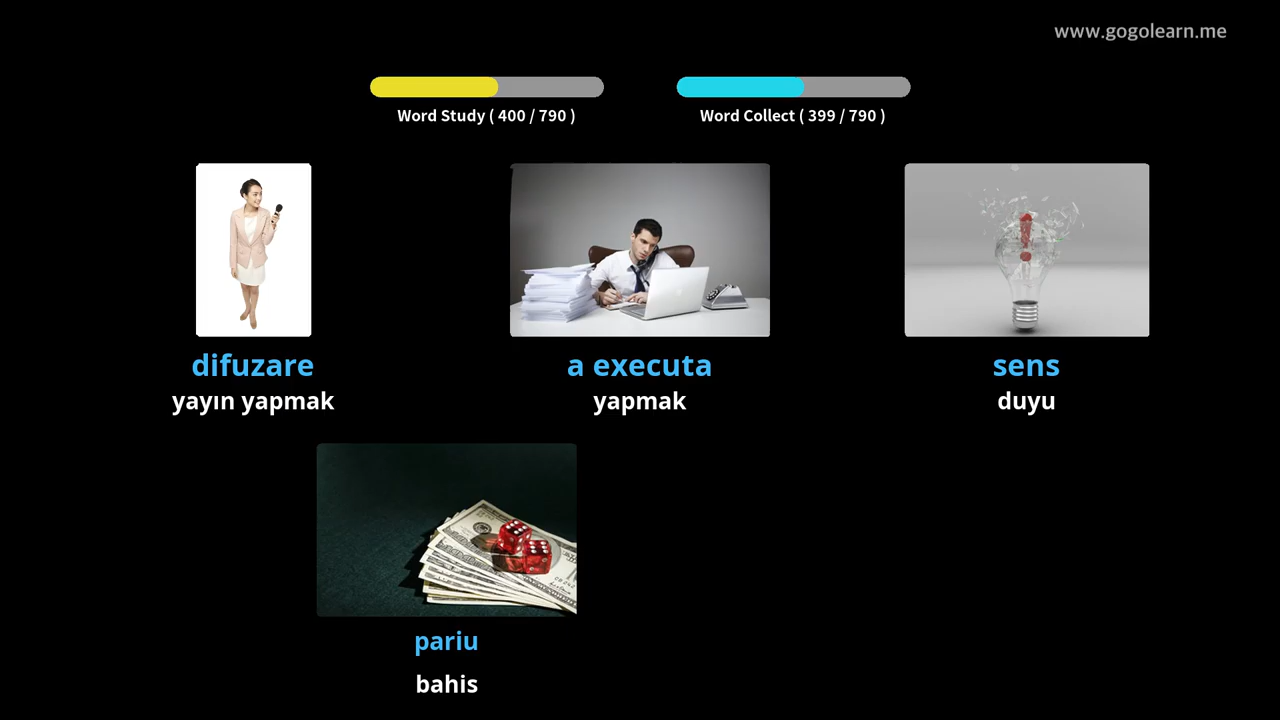 www.gogolearn.me
Word Study ( 400 / 790 )
Word Collect ( 399 / 790 )
difuzare
yayın yapmak
a executa
yapmak
sens
duyu
pariu
bahis